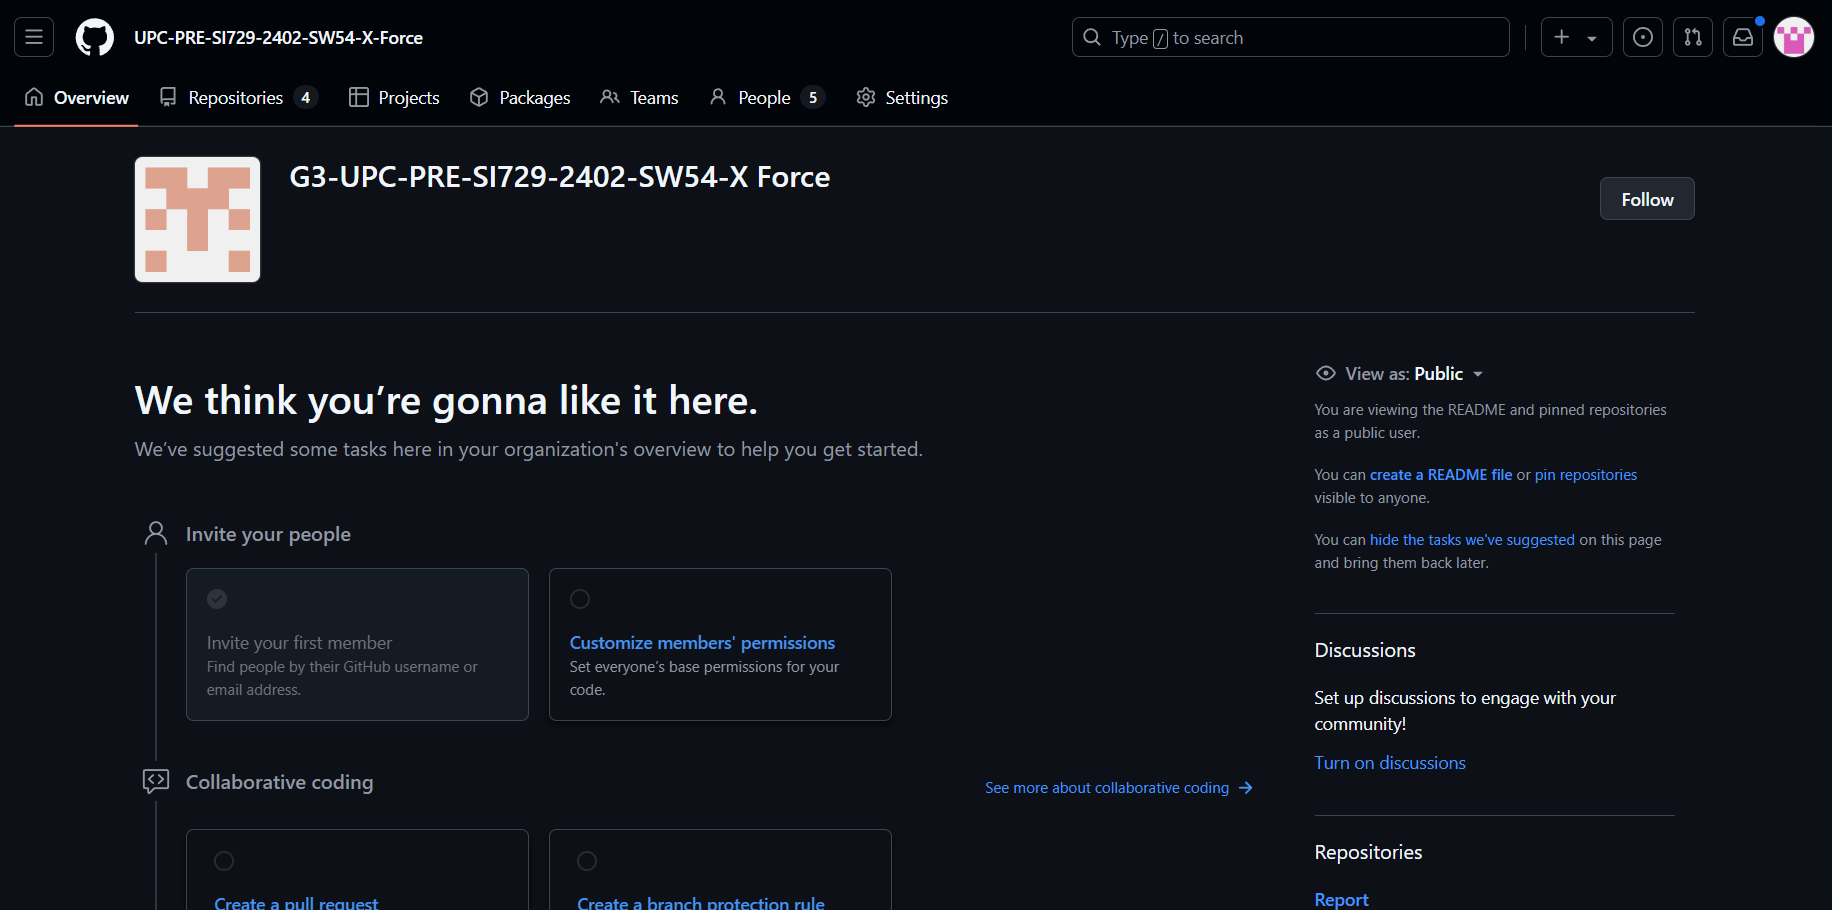 UPC-PRE-SI729-2402-SW54-X-Force
Type / to search
Overview
Repositories 4
Projects
Packages
Teams
People 5
Settings
G3-UPC-PRE-SI729-2402-SW54-X Force
Follow
We think you’re gonna like it here.
We’ve suggested some tasks here in your organization's overview to help you get started.
Invite your people
Invite your first member
Find people by their GitHub username or
email address.
Customize members' permissions
Set everyone’s base permissions for your
code.
Collaborative coding
See more about collaborative coding
Create a pull request
Create a branch protection rule
View as: Public
You are viewing the README and pinned repositories
as a public user.
You can create a README file or pin repositories
visible to anyone.
You can hide the tasks we've suggested on this page
and bring them back later.
Discussions
Set up discussions to engage with your
community!
Turn on discussions
Repositories
Report